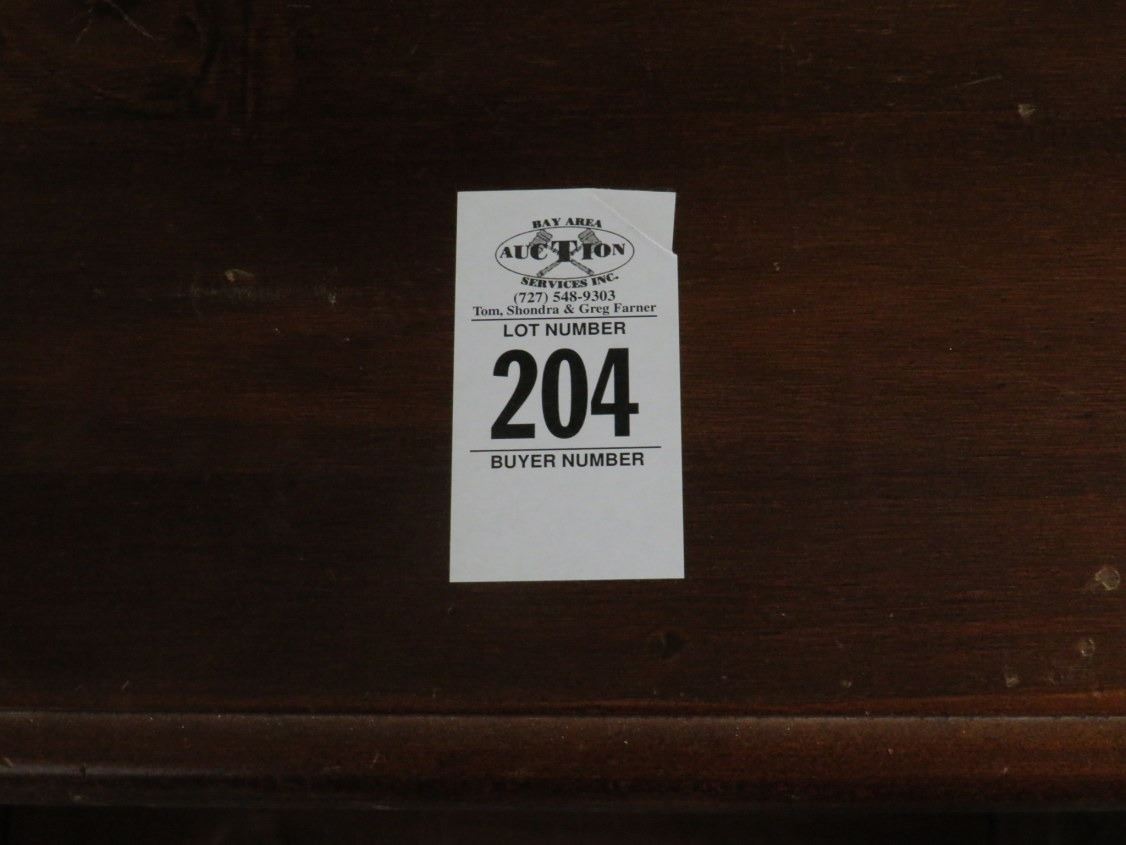 BAY AREA
AUCTION
SERVICES INC.
(727) 548-9303
Tom, Shondra & Greg Farner
LOT NUMBER
204
BUYER NUMBER